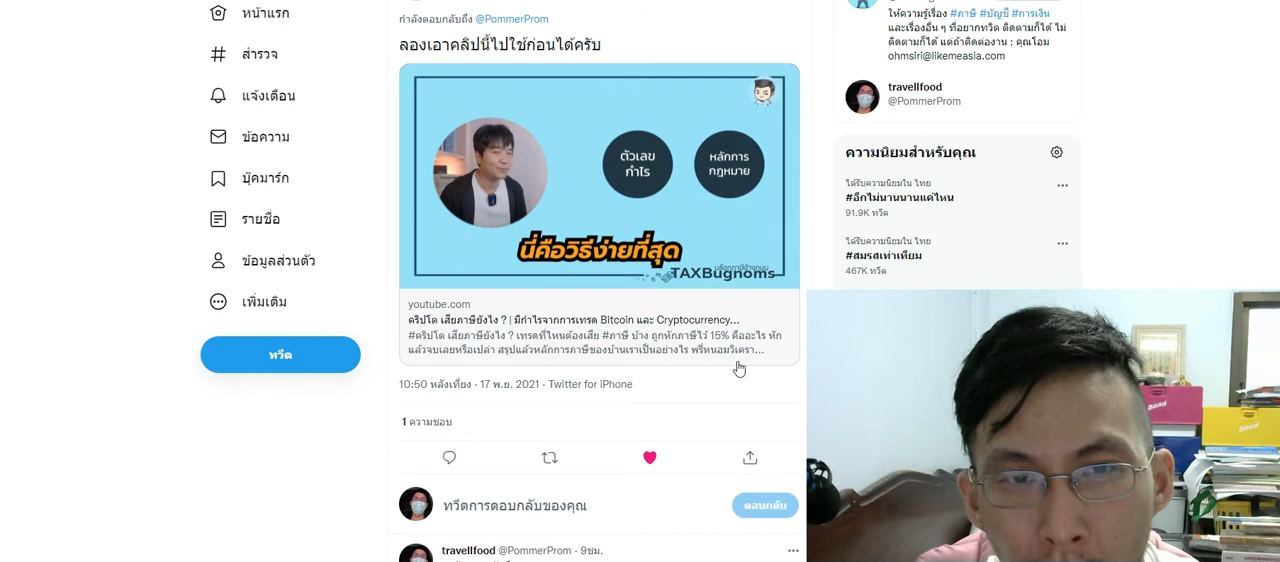 หน้าแรก
สำรวจ
แจ้งเตือน
ข้อความ
บุ๊คมาร์ก
รายชื่อ
ข้อมูลส่วนตัว
เพิ่มเติม
ทวีต
กำลังตอบกลับถึง @PommerProm
ลองเอาคลิปนี้ไปใช้ก่อนได้ครับ
ตัวเลข
กำไร
หลักการ
กฎหมาย
นี่คือวิธีง่ายที่สุด
บล็อกภาษีข้างถนน
TAXBugnoms
youtube.com
คริปโต เสียภาษียังไง ? | มีกำไรจากการเทรด Bitcoin และ Cryptocurrency...
#คริปโต เสียภาษียังไง ? เทรดที่ไหนต้องเสีย #ภาษี บ้าง ถูกหักภาษีไว้ 15% คืออะไร หัก
แล้วจบเลยหรือเปล่า สรุปแล้วหลักการภาษีของบ้านเราเป็นอย่างไร พรี่หนอมวิเครา...
10:50 หลังเที่ยง · 17 พ.ย. 2021 · Twitter for iPhone
1 ความชอบ
ทวีตการตอบกลับของคุณ
ตอบกลับ
travellfood @PommerProm · 9ชม.
ให้ความรู้เรื่อง #ภาษี #บัญชี #การเงิน
และเรื่องอื่น ๆ ที่อยากทวิต ติดตามก็ได้ ไม่
ติดตามก็ได้ แต่ถ้าติดต่องาน : คุณโอม
ohmsiri@likemeasia.com
travellfood
@PommerProm
ความนิยมสำหรับคุณ
ได้รับความนิยมใน ไทย
#อีกไม่นานนานแค่ไหน
91.9K ทวีต
ได้รับความนิยมใน ไทย
#สมรสเท่าเทียม
467K ทวีต
Bond
Bond